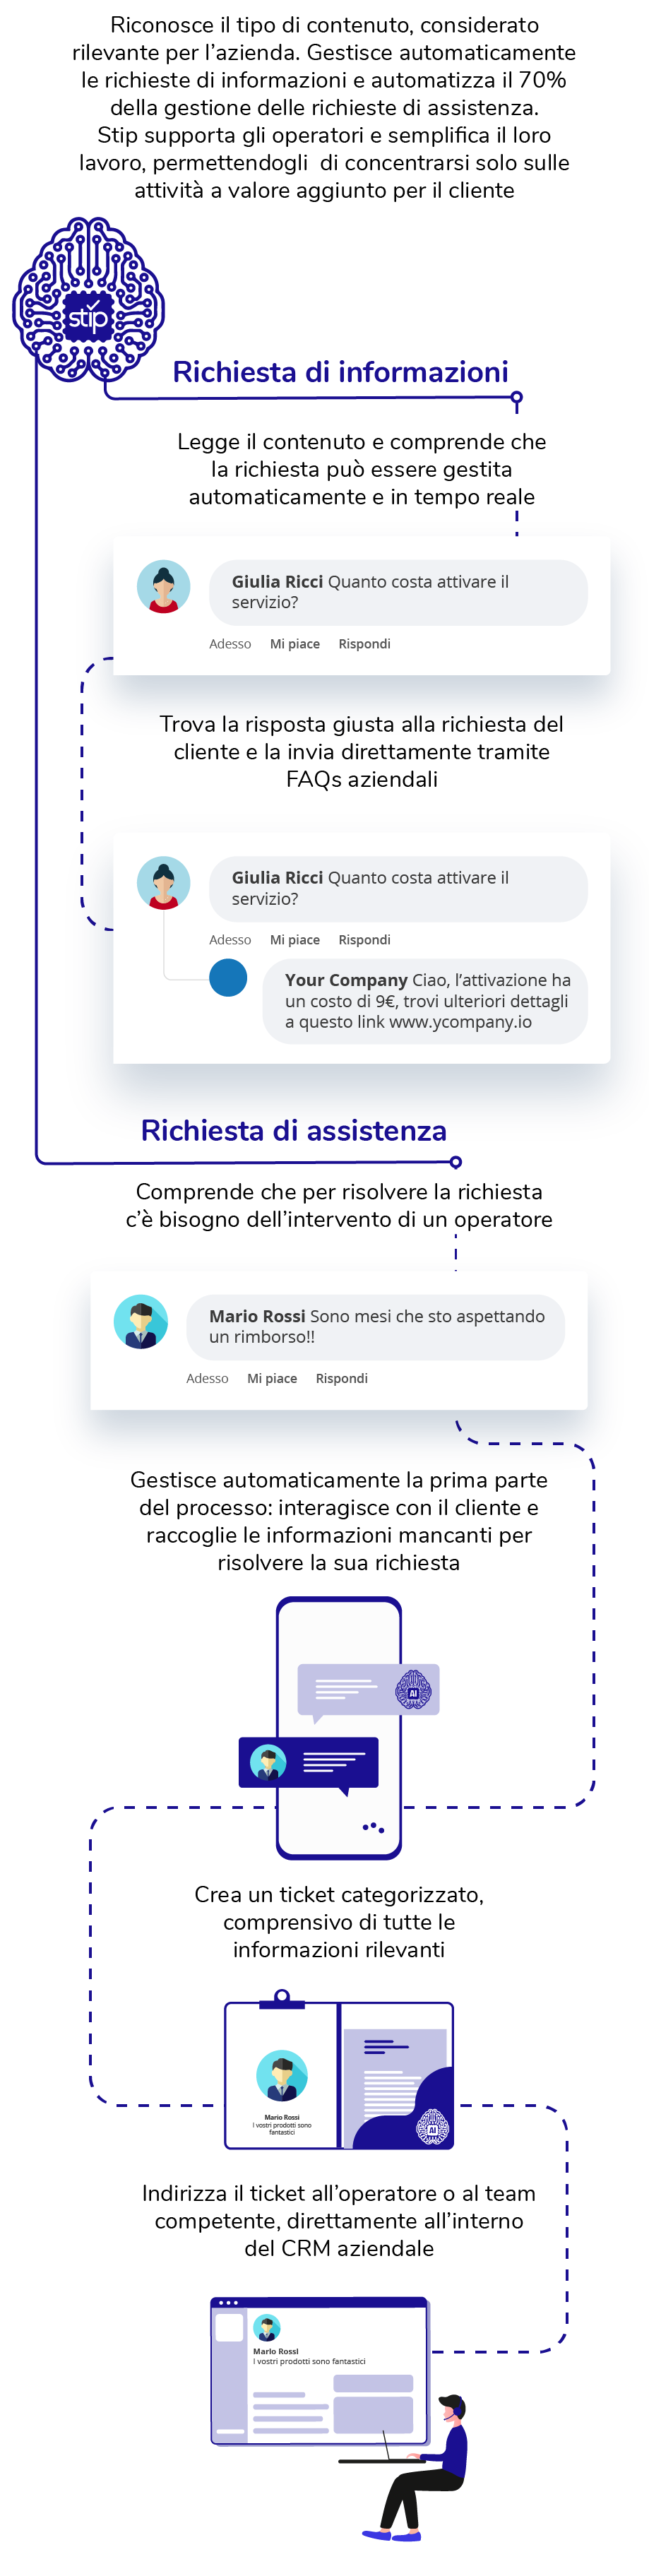 Riconosce il tipo di contenuto, considerato
rilevante per l'azienda. Gestisce automaticamente
le richieste di informazioni e automatizza il 70%
della gestione delle richieste di assistenza.
Stip supporta gli operatori e semplifica il loro
lavoro, permettendogli  di concentrarsi solo sulle
attività a valore aggiunto per il cliente
stip
Richiesta di informazioni
Legge il contenuto e comprende che
la richiesta può essere gestita
automaticamente e in tempo reale
Giulia Ricci Quanto costa attivare il
servizio?
Adesso Mi piace Rispondi
Trova la risposta giusta alla richiesta del
cliente e la invia direttamente tramite
FAQs aziendali
Giulia Ricci Quanto costa attivare il
servizio?
Adesso Mi piace Rispondi
Your Company Ciao, l'attivazione ha
un costo di 9€, trovi ulteriori dettagli
a questo link www.ycompany.io
Richiesta di assistenza
Comprende che per risolvere la richiesta
c'è bisogno dell'intervento di un operatore
Mario Rossi Sono mesi che sto aspettando
un rimborso!!
Adesso Mi piace Rispondi
Gestisce automaticamente la prima parte
del processo: interagisce con il cliente e
raccoglie le informazioni mancanti per
risolvere la sua richiesta
AI
Crea un ticket categorizzato,
comprensivo di tutte le
informazioni rilevanti
Mario Rossi
I vostri prodotti sono
fantastici
AI
Indirizza il ticket all'operatore o al team
competente, direttamente all'interno
del CRM aziendale
Mario Rossi
I vostri prodotti sono fantastici